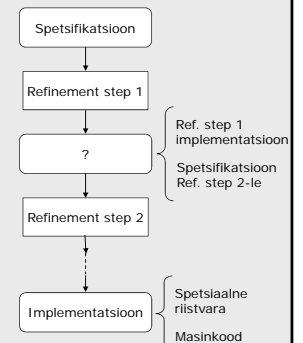 Spetsifikatsioon
Refinement step 1
?
Ref. step 1
implementatsioon
Spetsifikatsioon
Ref. step 2-le
Refinement step 2
Implementatsioon
Spetsiaalne
riistvara
Masinkood